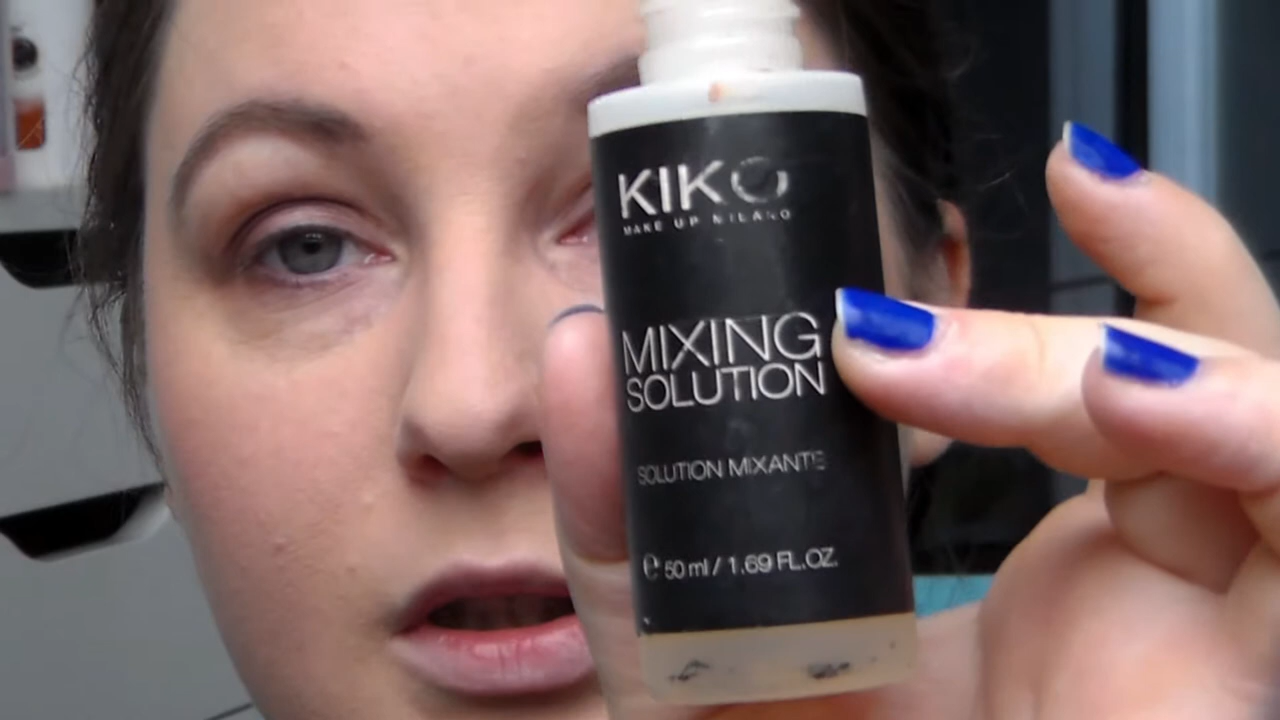 KIKO
MAKE UP MILANO
MIXING
SOLUTION
SOLUTION MIXANTE
℮ 50 ml / 1.69 FL.OZ.